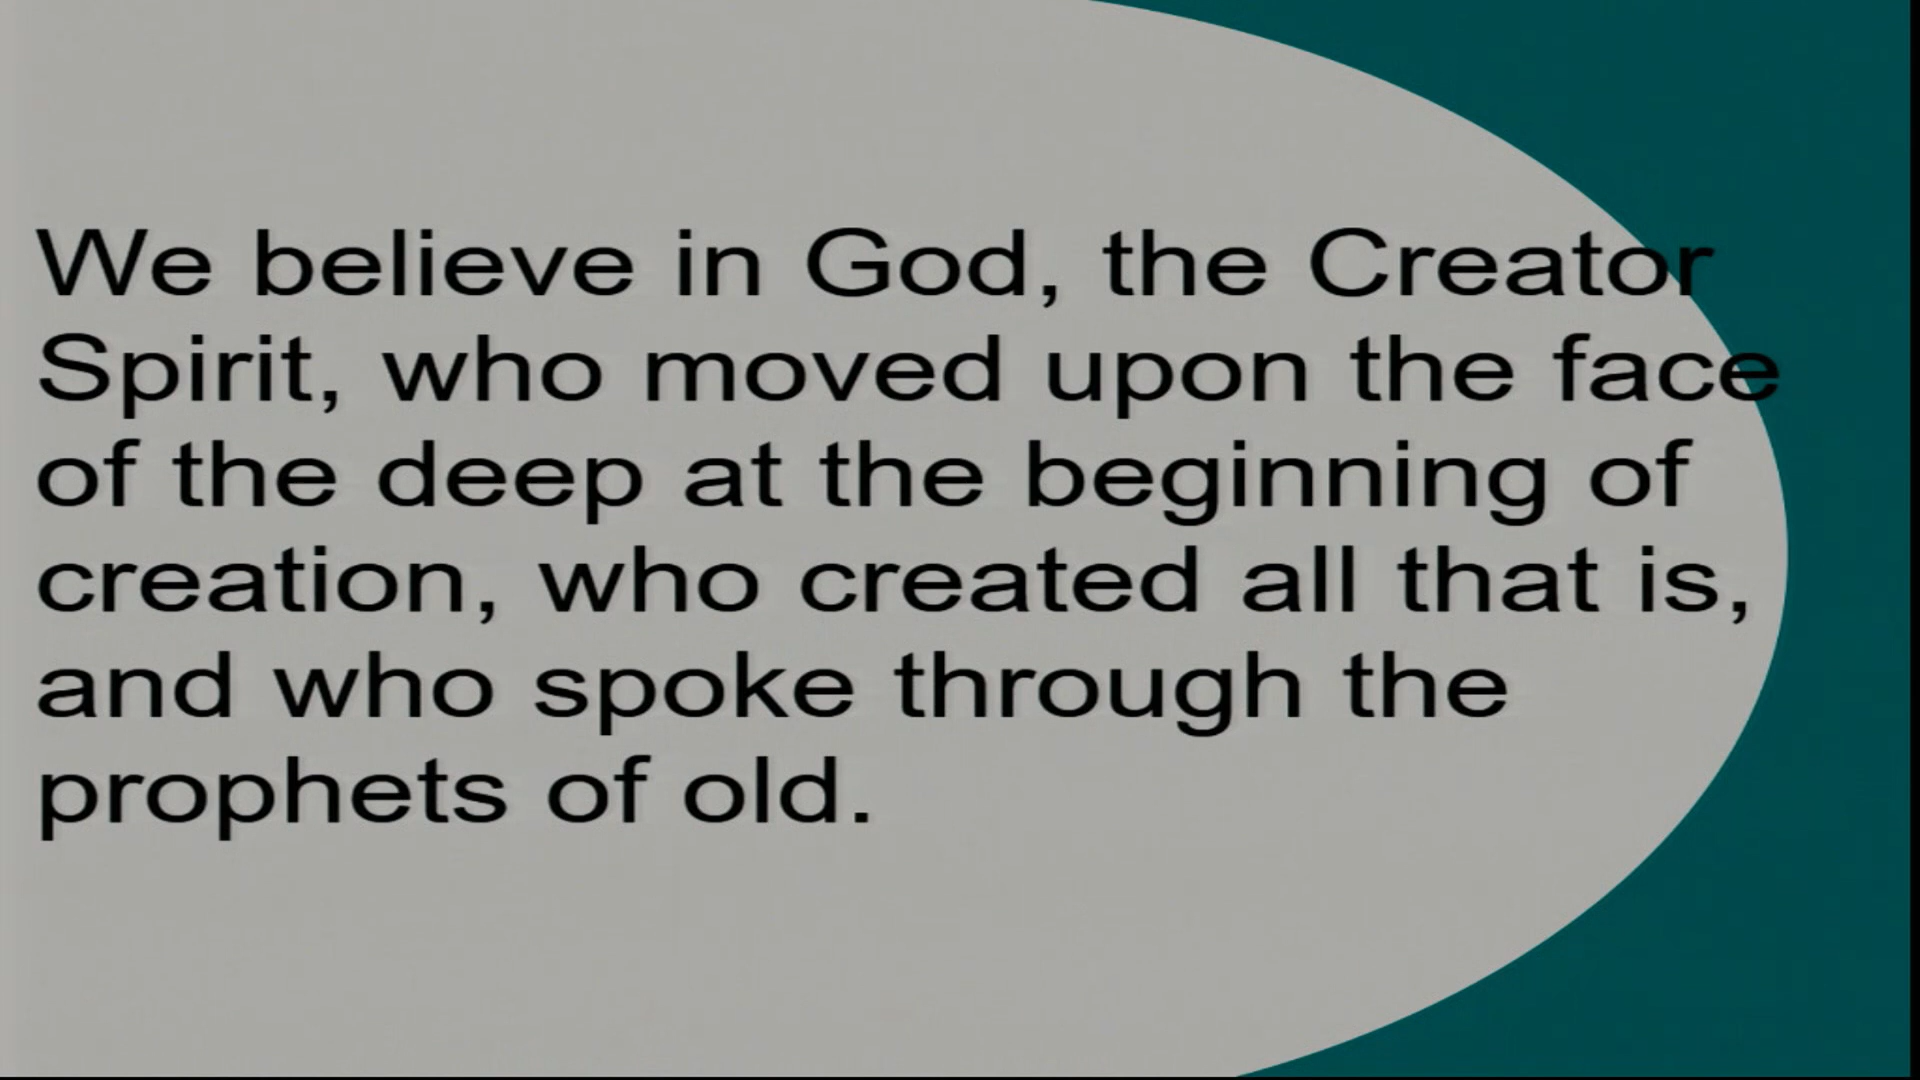 We believe in God, the Creator
Spirit, who moved upon the face
of the deep at the beginning of
creation, who created all that is,
and who spoke through the
prophets of old.